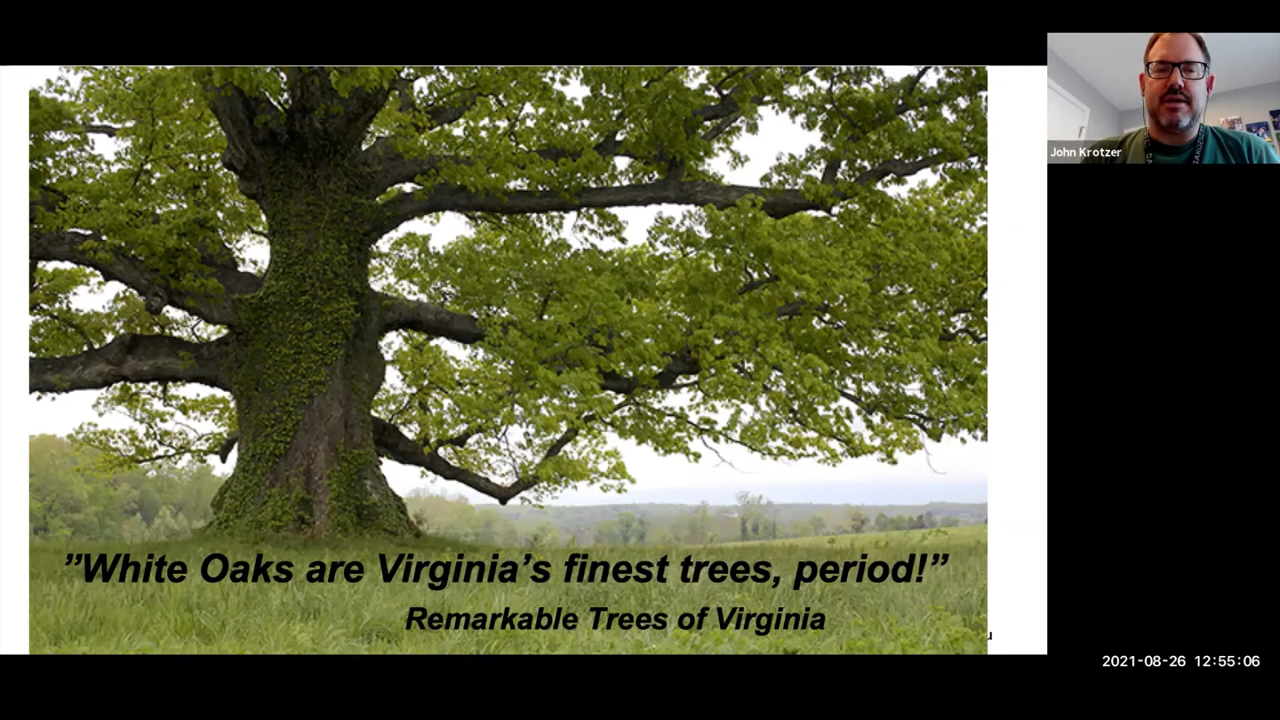 ”White Oaks are Virginia’s finest trees, period!”
Remarkable Trees of Virginia
John Krotzer
2021-08-26 12:55:06